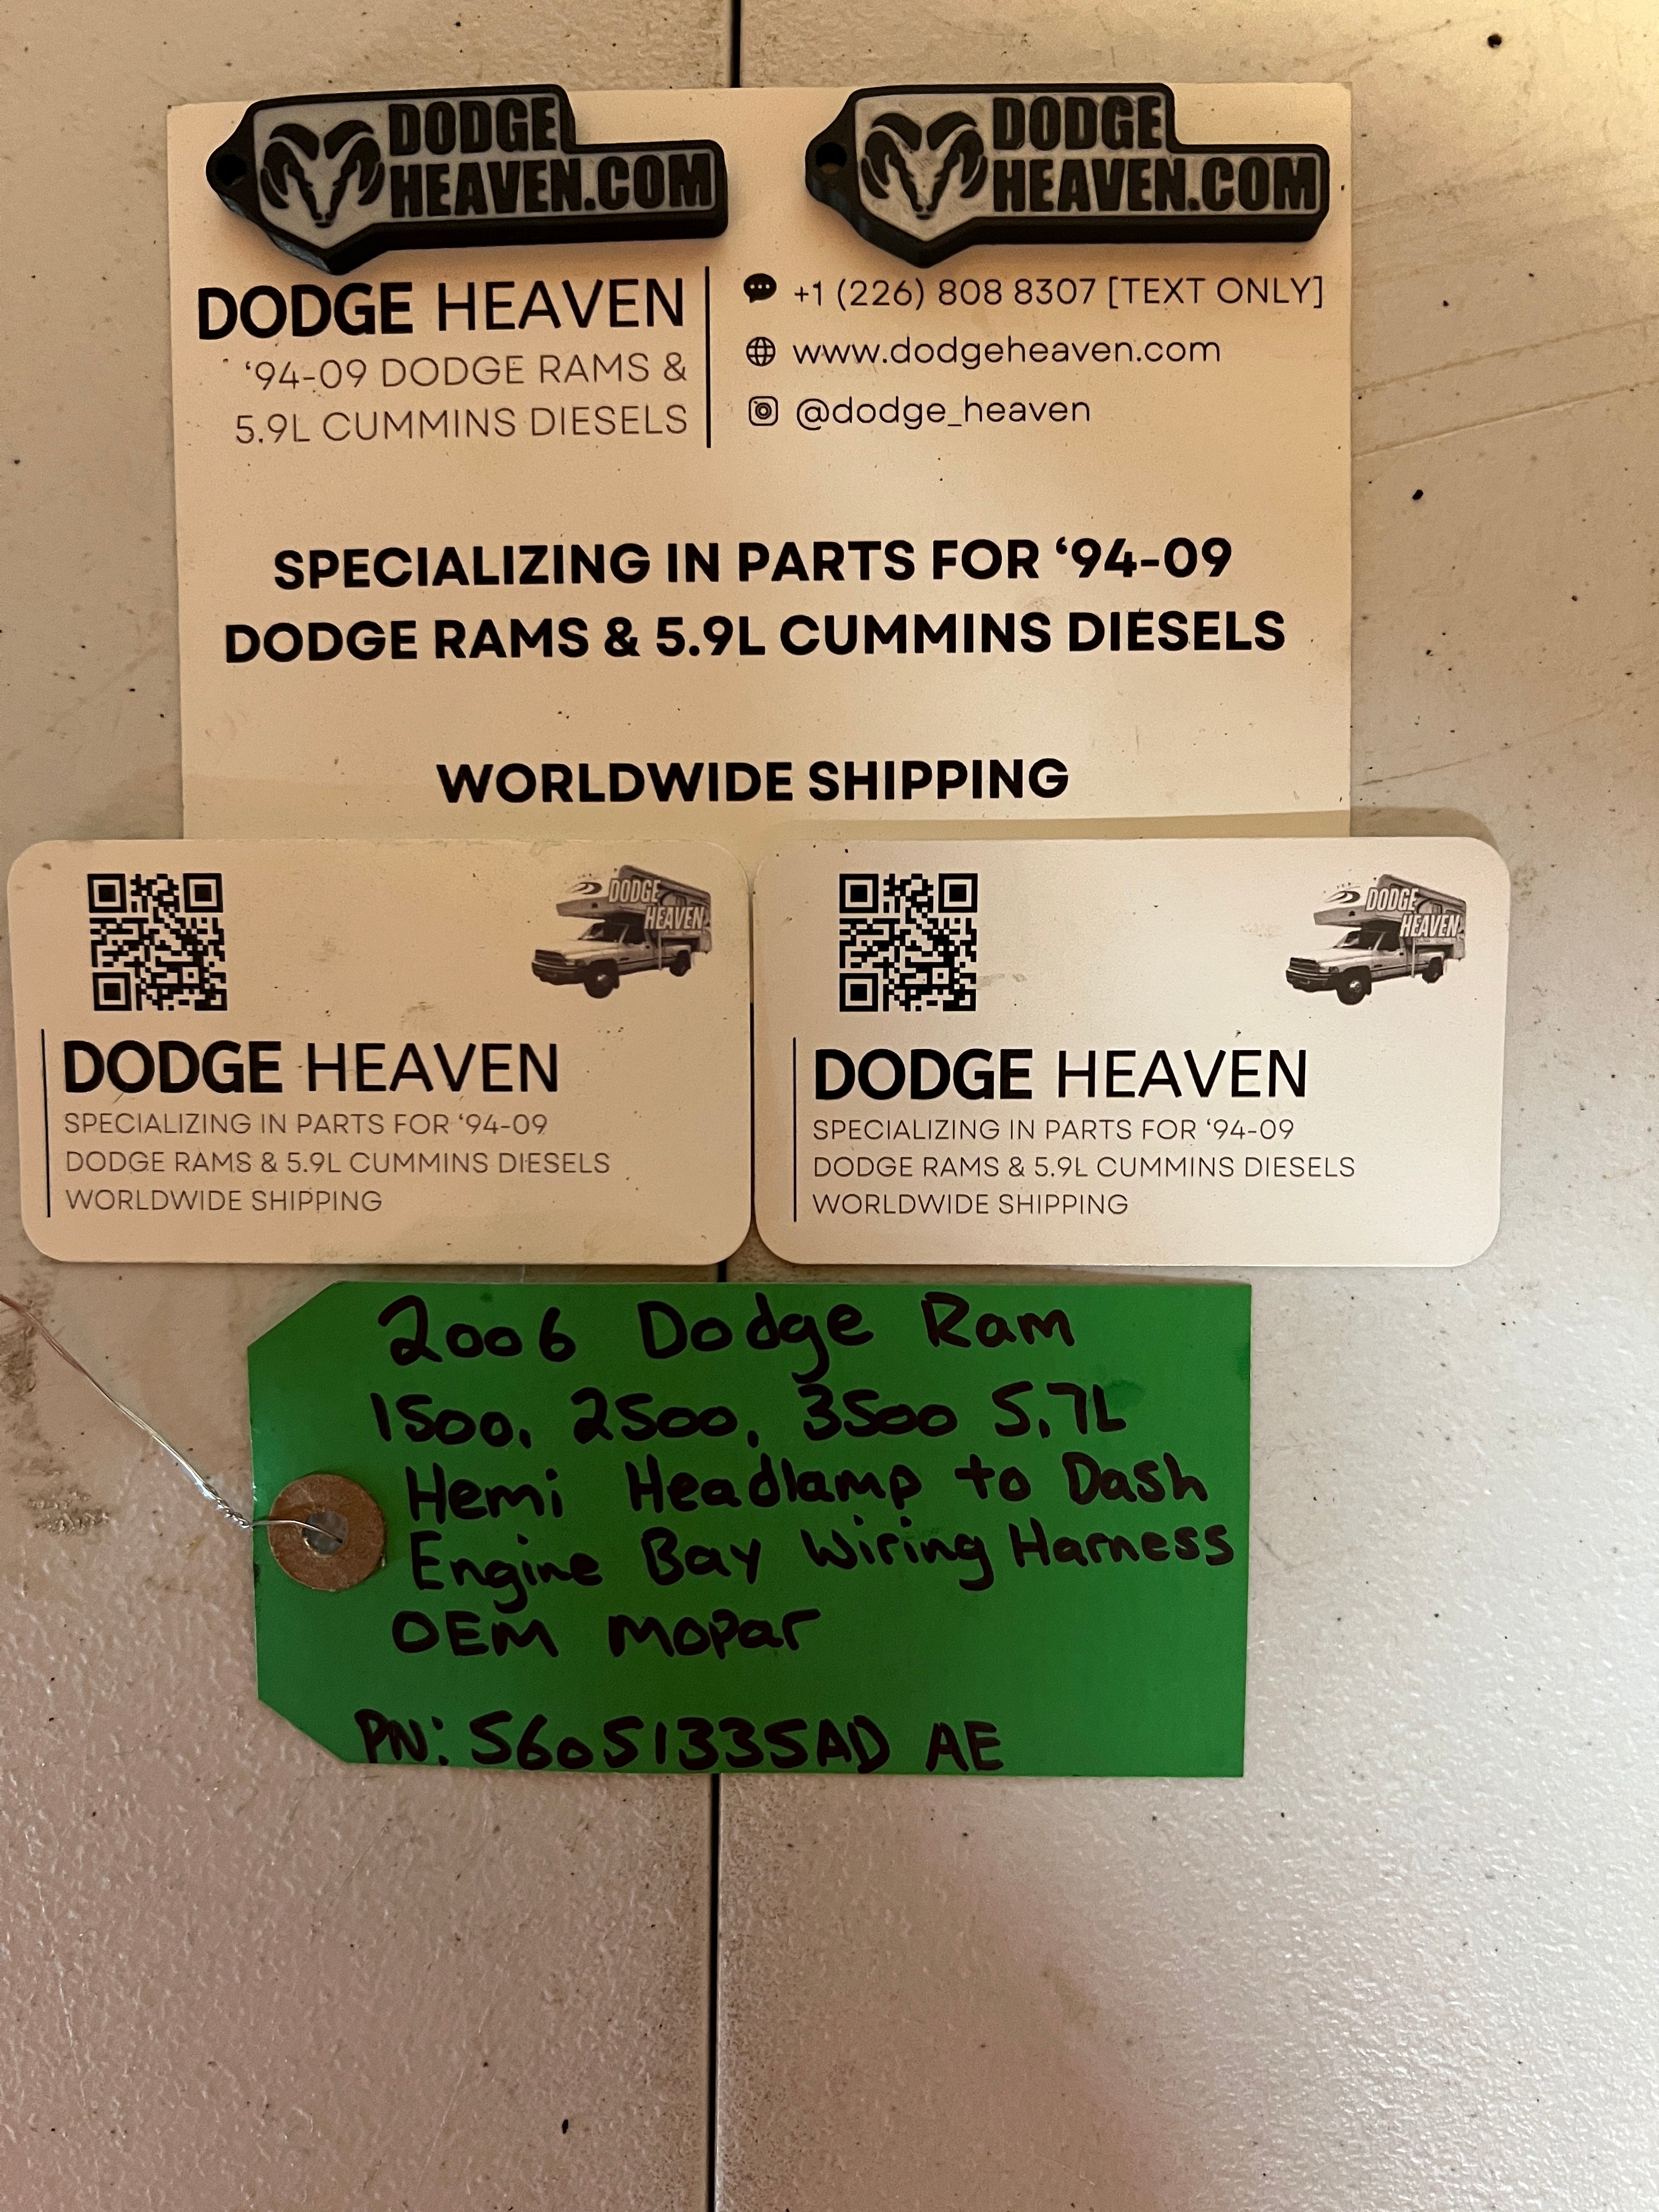 DODGE
HEAVEN.COM
DODGE
HEAVEN.COM
DODGE HEAVEN
‘94-09 DODGE RAMS &
5.9L CUMMINS DIESELS
+1 (226) 808 8307 [TEXT ONLY]
www.dodgeheaven.com
@dodge_heaven
SPECIALIZING IN PARTS FOR ‘94-09
DODGE RAMS & 5.9L CUMMINS DIESELS
WORLDWIDE SHIPPING
DODGE
HEAVEN
DODGE HEAVEN
SPECIALIZING IN PARTS FOR ‘94-09
DODGE RAMS & 5.9L CUMMINS DIESELS
WORLDWIDE SHIPPING
DODGE
HEAVEN
DODGE HEAVEN
SPECIALIZING IN PARTS FOR ‘94-09
DODGE RAMS & 5.9L CUMMINS DIESELS
WORLDWIDE SHIPPING
2006 Dodge Ram
1500, 2500, 3500 5.7L
Hemi Headlamp to Dash
Engine Bay Wiring Harness
OEM Mopar
PN: 56051335AD AE